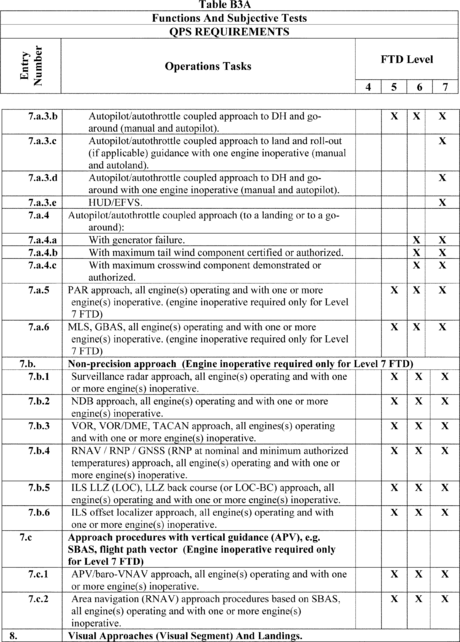 Table B3A
Functions And Subjective Tests
QPS REQUIREMENTS
Entry Number
Operations Tasks
FTD Level
4 5 6 7
7.a.3.b Autopilot/autothrottle coupled approach to DH and go- X X X
around (manual and autopilot).
7.a.3.c Autopilot/autothrottle coupled approach to land and roll-out X
(if applicable) guidance with one engine inoperative (manual
and autoland).
7.a.3.d Autopilot/autothrottle coupled approach to DH and go- X
around with one engine inoperative (manual and autopilot).
7.a.3.e HUD/EFVS. X
7.a.4 Autopilot/autothrottle coupled approach (to a landing or to a go-
around):
7.a.4.a With generator failure. X X
7.a.4.b With maximum tail wind component certified or authorized. X X
7.a.4.c With maximum crosswind component demonstrated or X X
authorized.
7.a.5 PAR approach, all engine(s) operating and with one or more X X X
engine(s) inoperative. (engine inoperative required only for Level
7 FTD)
7.a.6 MLS, GBAS, all engine(s) operating and with one or more X X X
engine(s) inoperative. (engine inoperative required only for Level
7 FTD)
7.b. Non-precision approach (Engine inoperative required only for Level 7 FTD)
7.b.1 Surveillance radar approach, all engine(s) operating and with one X X X
or more engine(s) inoperative.
7.b.2 NDB approach, all engine(s) operating and with one or more X X X
engine(s) inoperative.
7.b.3 VOR, VOR/DME, TACAN approach, all engines(s) operating X X X
and with one or more engine(s) inoperative.
7.b.4 RNAV / RNP / GNSS (RNP at nominal and minimum authorized X X X
temperatures) approach, all engine(s) operating and with one or
more engine(s) inoperative.
7.b.5 ILS LLZ (LOC), LLZ back course (or LOC-BC) approach, all X X X
engine(s) operating and with one or more engine(s) inoperative.
7.b.6 ILS offset localizer approach, all engine(s) operating and with X X X
one or more engine(s) inoperative.
7.c Approach procedures with vertical guidance (APV), e.g.
SBAS, flight path vector (Engine inoperative required only
for Level 7 FTD)
7.c.1 APV/baro-VNAV approach, all engine(s) operating and with one X X X
or more engine(s) inoperative.
7.c.2 Area navigation (RNAV) approach procedures based on SBAS, X X X
all engine(s) operating and with one or more engine(s)
inoperative.
8. Visual Approaches (Visual Segment) And Landings.